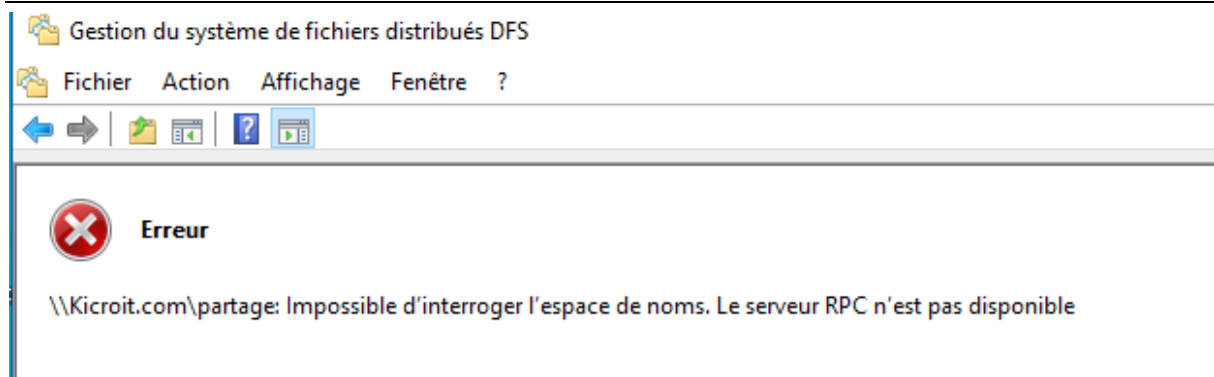 Gestion du système de fichiers distribués DFS
Fichier Action Affichage Fenêtre ?
Erreur
\\Kicroit.com\partage: Impossible d’interroger l’espace de noms. Le serveur RPC n’est pas disponible